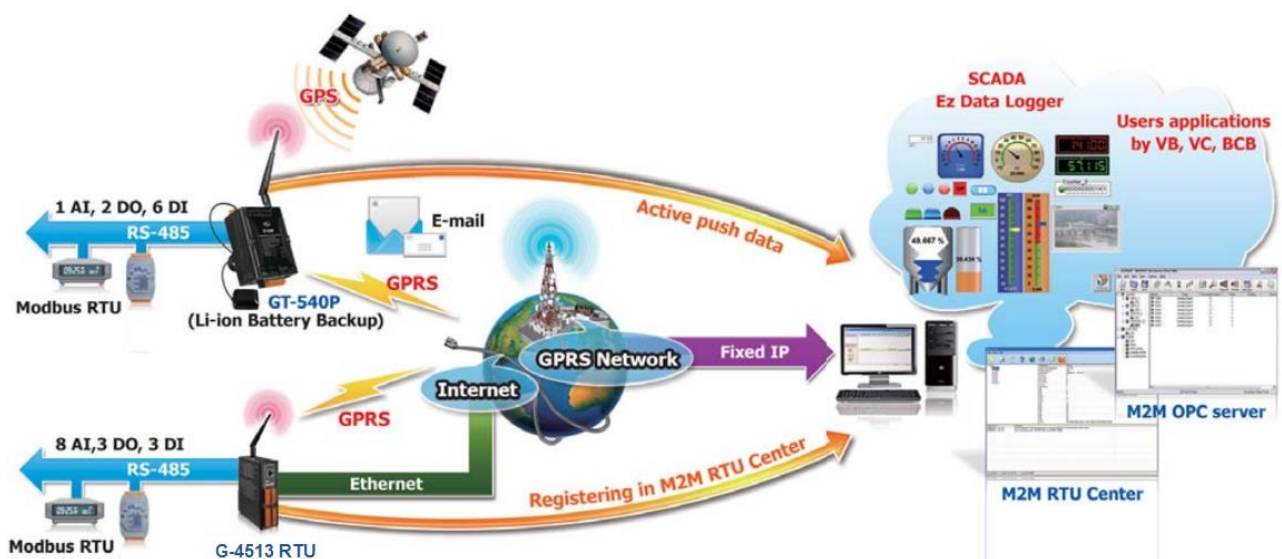 GPS
SCADA
Ez Data Logger
Users applications
by VB, VC, BCB
1 AI, 2 DO, 6 DI
RS-485
Modbus RTU
GT-540P
(Li-ion Battery Backup)
E-mail
GPRS
Active push data
49.667 %
GPRS Network
Internet
Fixed IP
M2M OPC server
GPRS
8 AI,3 DO, 3 DI
RS-485
Modbus RTU
Ethernet
G-4513 RTU
Registering in M2M RTU Center
M2M RTU Center